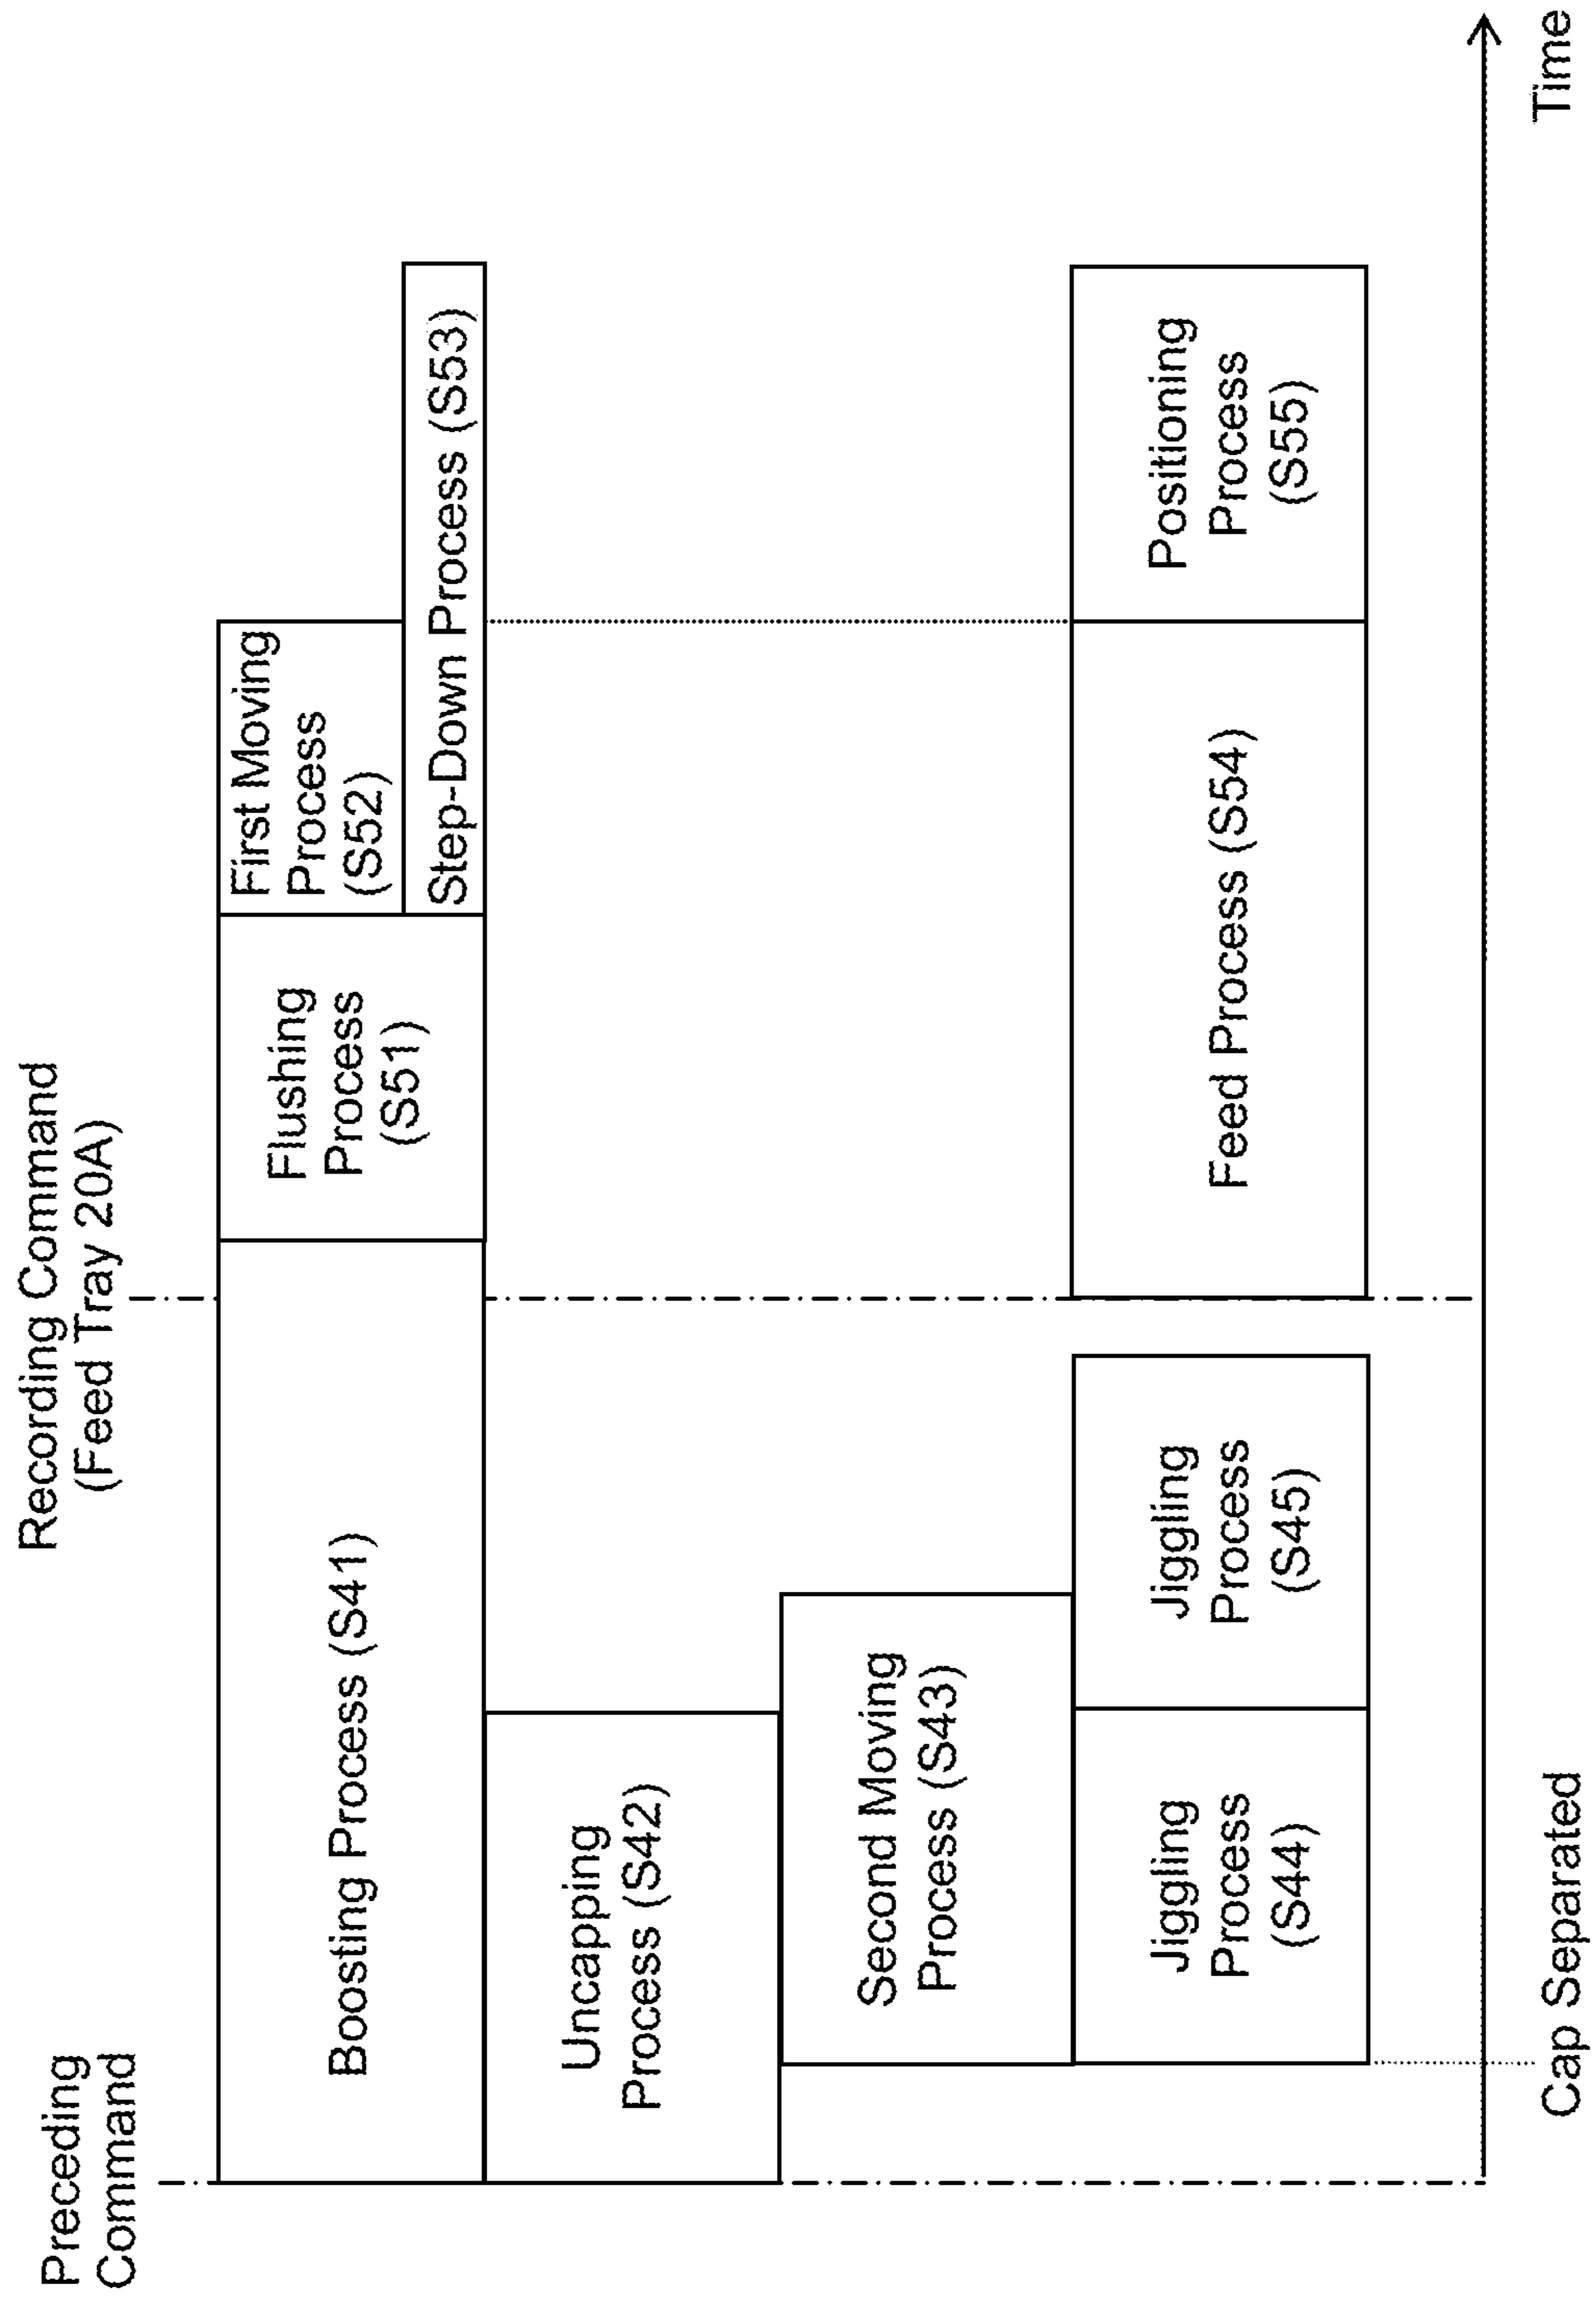 Preceding
Command
Recording Command
(Feed Tray 20A)
Boosting Process (S41)
Flushing
Process
(S51)
First Moving
Process
(S52)
Step-Down Process (S53)
Uncapping
Process (S42)
Second Moving
Process (S43)
Jiggling
Process
(S44)
Jiggling
Process
(S45)
Feed Process (S54)
Positioning
Process
(S55)
Cap Separated
Time